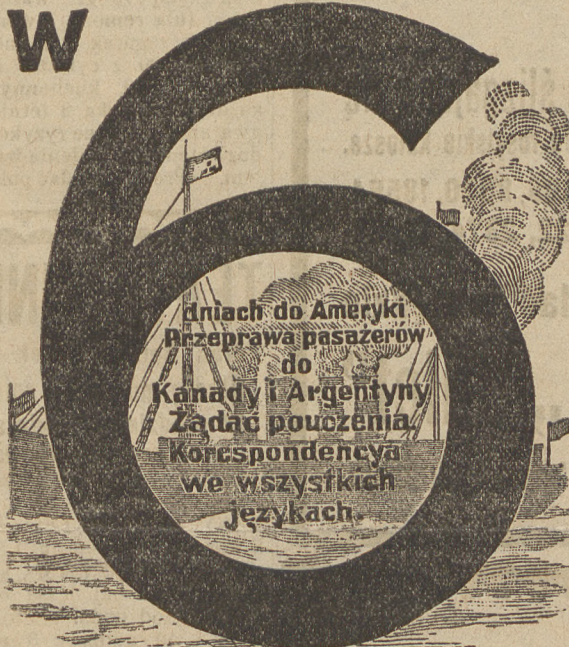 W
6
dniach do Ameryki
Przeprawa pasażerów
do
Kanady i Argentyny
Żądać pouczenia.
Korespondencya
we wszystkich
językach.